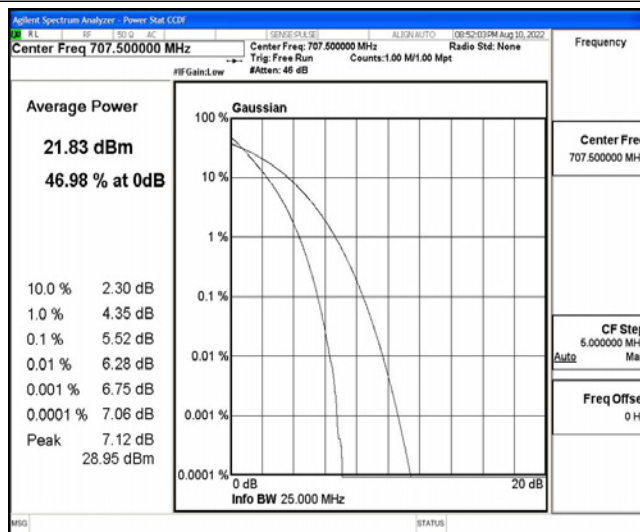 Agilent Spectrum Analyzer - Power Stat CCDF
RL RF 50 Ω AC SENSE:PULSE ALIGN AUTO 08:52:03 PM Aug 10, 2022
Center Freq 707.500000 MHz
Center Freq: 707.500000 MHz Radio Std: None
Trig: Free Run Counts:1.00 M/1.00 Mpt
#IFGain:Low #Atten: 46 dB
Frequency
Average Power
21.83 dBm
46.98 % at 0dB
10.0 % 2.30 dB
1.0 % 4.35 dB
0.1 % 5.52 dB
0.01 % 6.28 dB
0.001 % 6.75 dB
0.0001 % 7.06 dB
Peak 7.12 dB
28.95 dBm
Gaussian
100 %
10 %
1 %
0.1 %
0.01 %
0.001 %
0.0001 %
0 dB 20 dB
Info BW 25.000 MHz
Center Fre
707.500000 MH
CF Ste
5.000000 MH
Auto Ma
Freq Offse
0 H
MSG STATUS